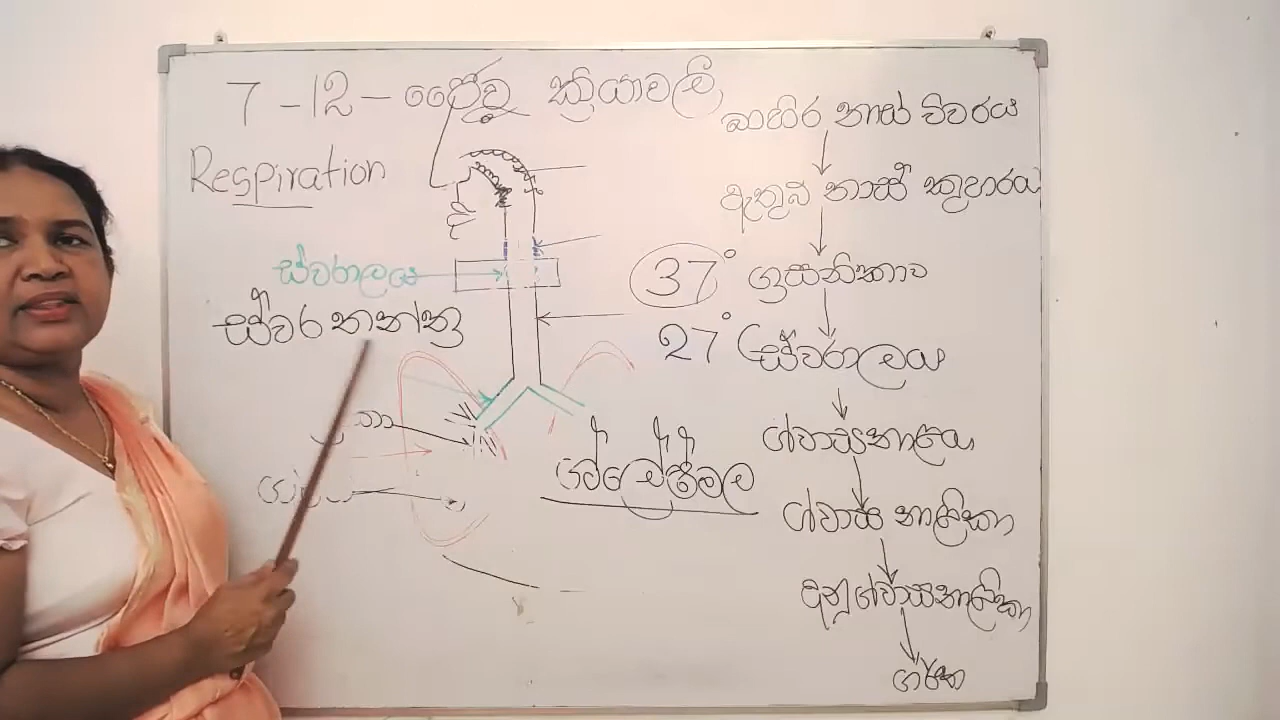 7 - 12 - ජෛව ක්‍රියාවලී
Respiration
ස්වරාලය
ස්වර තන්තු
37°
27°
ශ්ලේෂ්මල
බාහිර නාස් විවරය
ඇතුළු නාස් කුහරය
ග්‍රසනිකාව
ස්වරාලය
ශ්වාසනාලය
ශ්වාස නාලිකා
අනුශ්වාසනාලිකා
ගර්ත